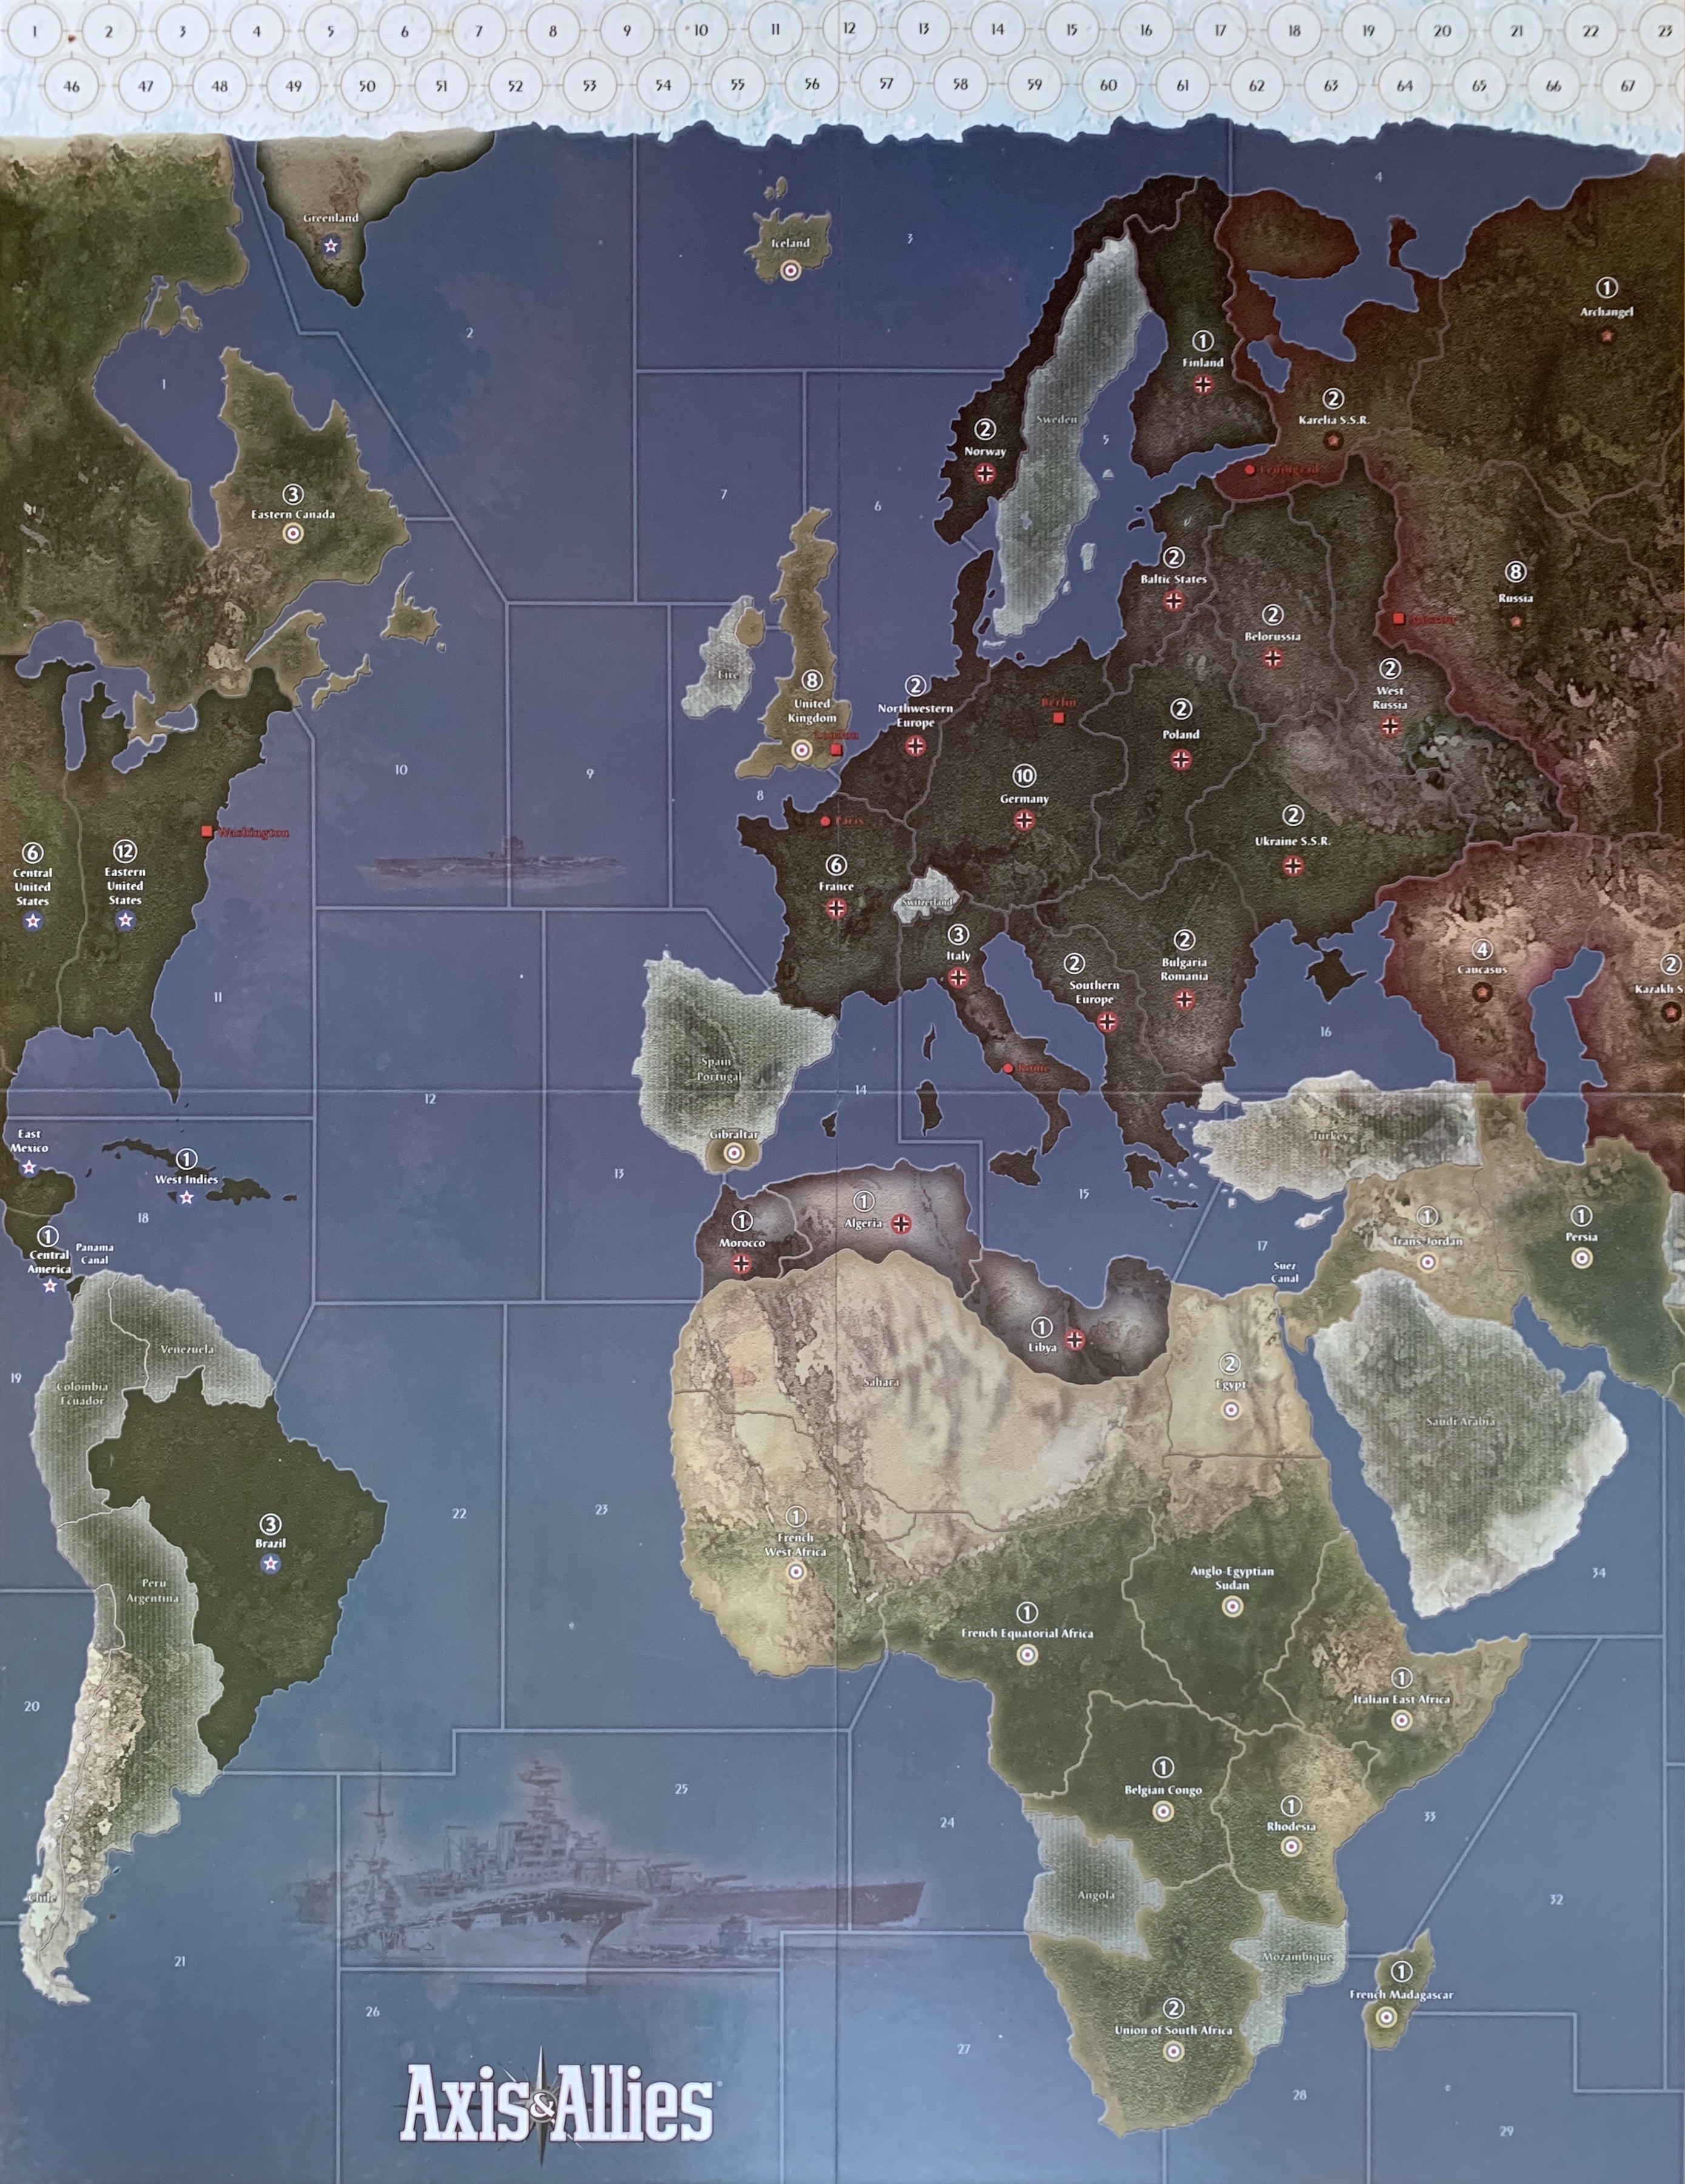 1 2 3 4 5 6 7 8 9 10 11 12 13 14 15 16 17 18 19 20 21 22 23
46 47 48 49 50 51 52 53 54 55 56 57 58 59 60 61 62 63 64 65 66 67
4
Greenland
Iceland
3
1
Archangel
2
1
Finland
1
2
Karelia S.S.R.
Sweden
2
Norway
5
Leningrad
7
6
3
Eastern Canada
2
Baltic States
8
Russia
2
Belorussia
Moscow
Eire
8
United
Kingdom
London
2
Northwestern
Europe
Berlin
2
Poland
2
West
Russia
10
9
8
10
Germany
Paris
2
Ukraine S.S.R.
Washington
6
Central
United
States
12
Eastern
United
States
6
France
Switzerland
3
Italy
2
Southern
Europe
2
Bulgaria
Romania
4
Caucasus
2
Kazakh S
11
16
Rome
Spain
Portugal
12
14
East
Mexico
Gibraltar
Turkey
1
West Indies
13
15
18
1
Algeria
1
Morocco
1
Trans-Jordan
1
Persia
1
Central
America
Panama
Canal
17
Suez
Canal
1
Libya
Venezuela
19
Colombia
Ecuador
Sahara
2
Egypt
Saudi Arabia
22
23
3
Brazil
1
French
West Africa
Peru
Argentina
Anglo-Egyptian
Sudan
34
1
French Equatorial Africa
1
Italian East Africa
20
25
24
1
Belgian Congo
1
Rhodesia
33
Chile
Angola
32
21
Mozambique
1
French Madagascar
26
2
Union of South Africa
27
28
29
Axis & Allies